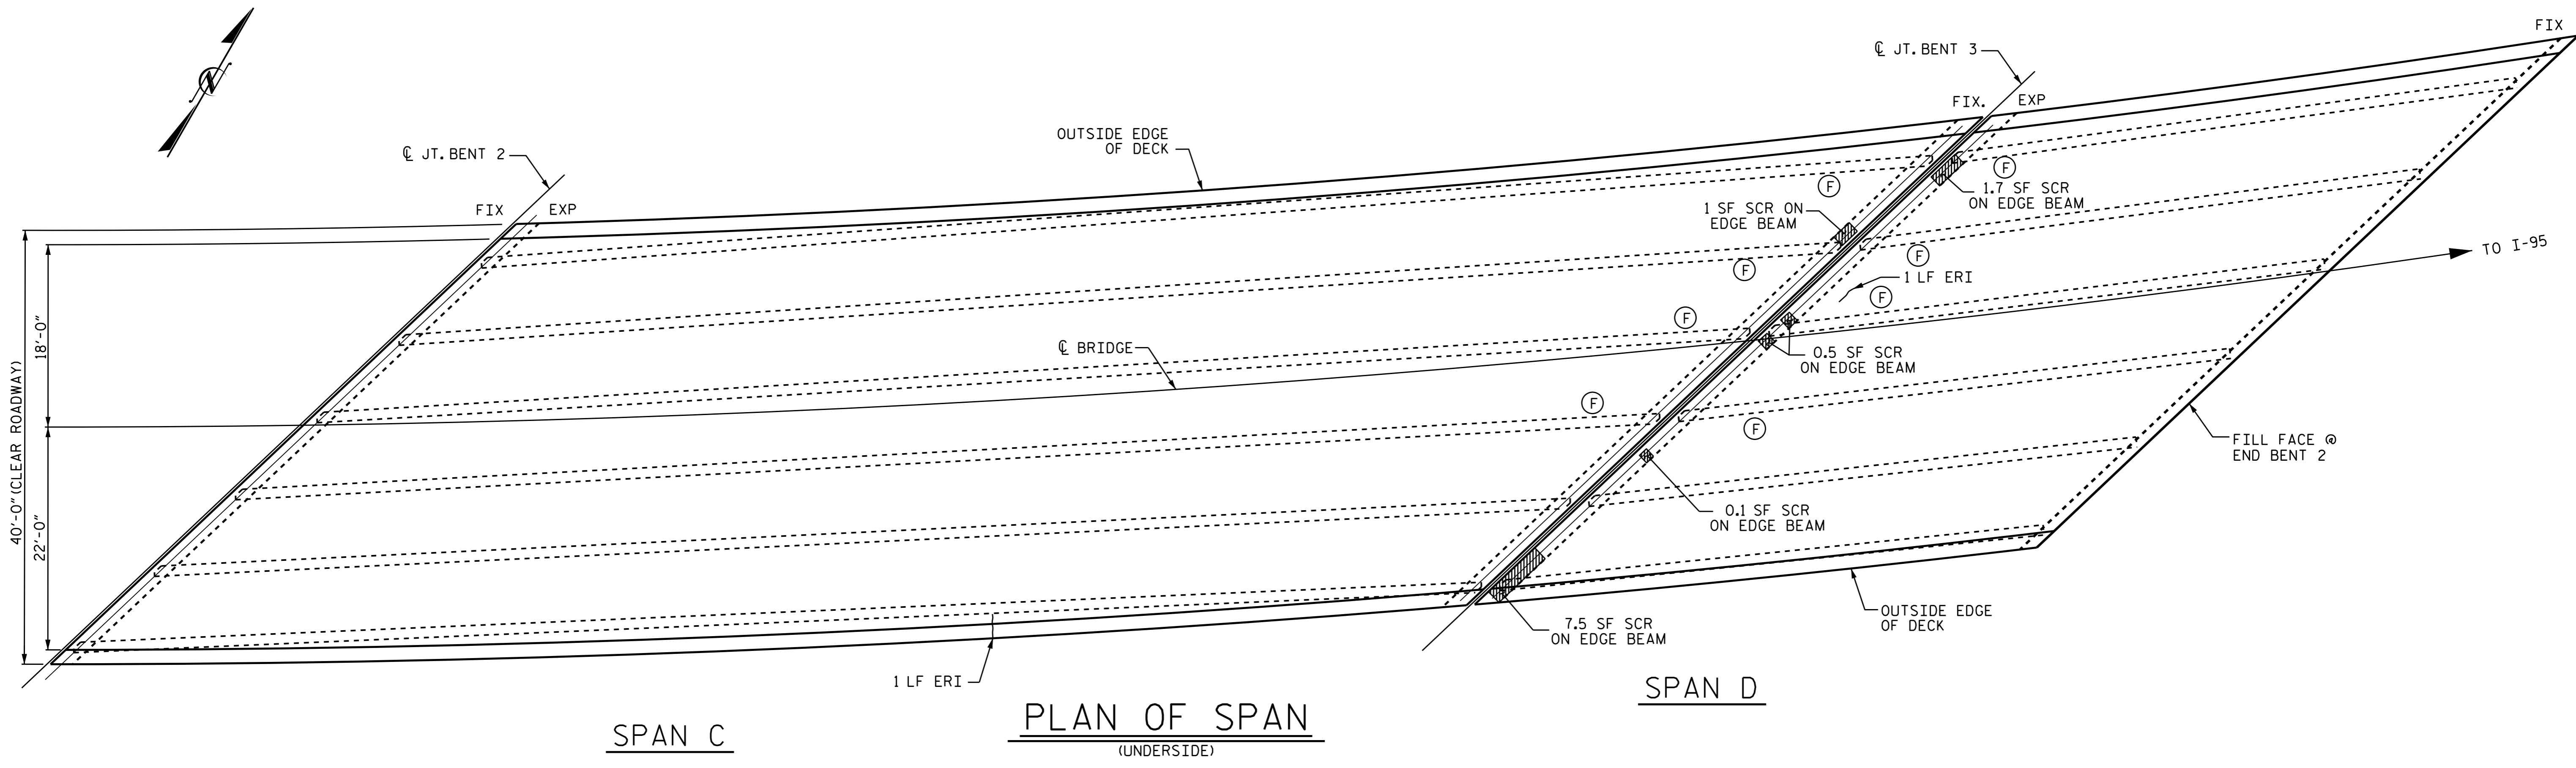 FIX
℄ JT. BENT 3
FIX.
EXP
N
OUTSIDE EDGE
OF DECK
℄ JT. BENT 2
FIX
EXP
F
F
1.7 SF SCR
ON EDGE BEAM
1 SF SCR ON
EDGE BEAM
F
F
TO I-95
1 LF ERI
F
F
18'-0"
℄ BRIDGE
0.5 SF SCR
ON EDGE BEAM
F
F
40'-0" (CLEAR ROADWAY)
22'-0"
FILL FACE @
END BENT 2
0.1 SF SCR
ON EDGE BEAM
OUTSIDE EDGE
OF DECK
7.5 SF SCR
ON EDGE BEAM
1 LF ERI
SPAN D
PLAN OF SPAN
(UNDERSIDE)
SPAN C